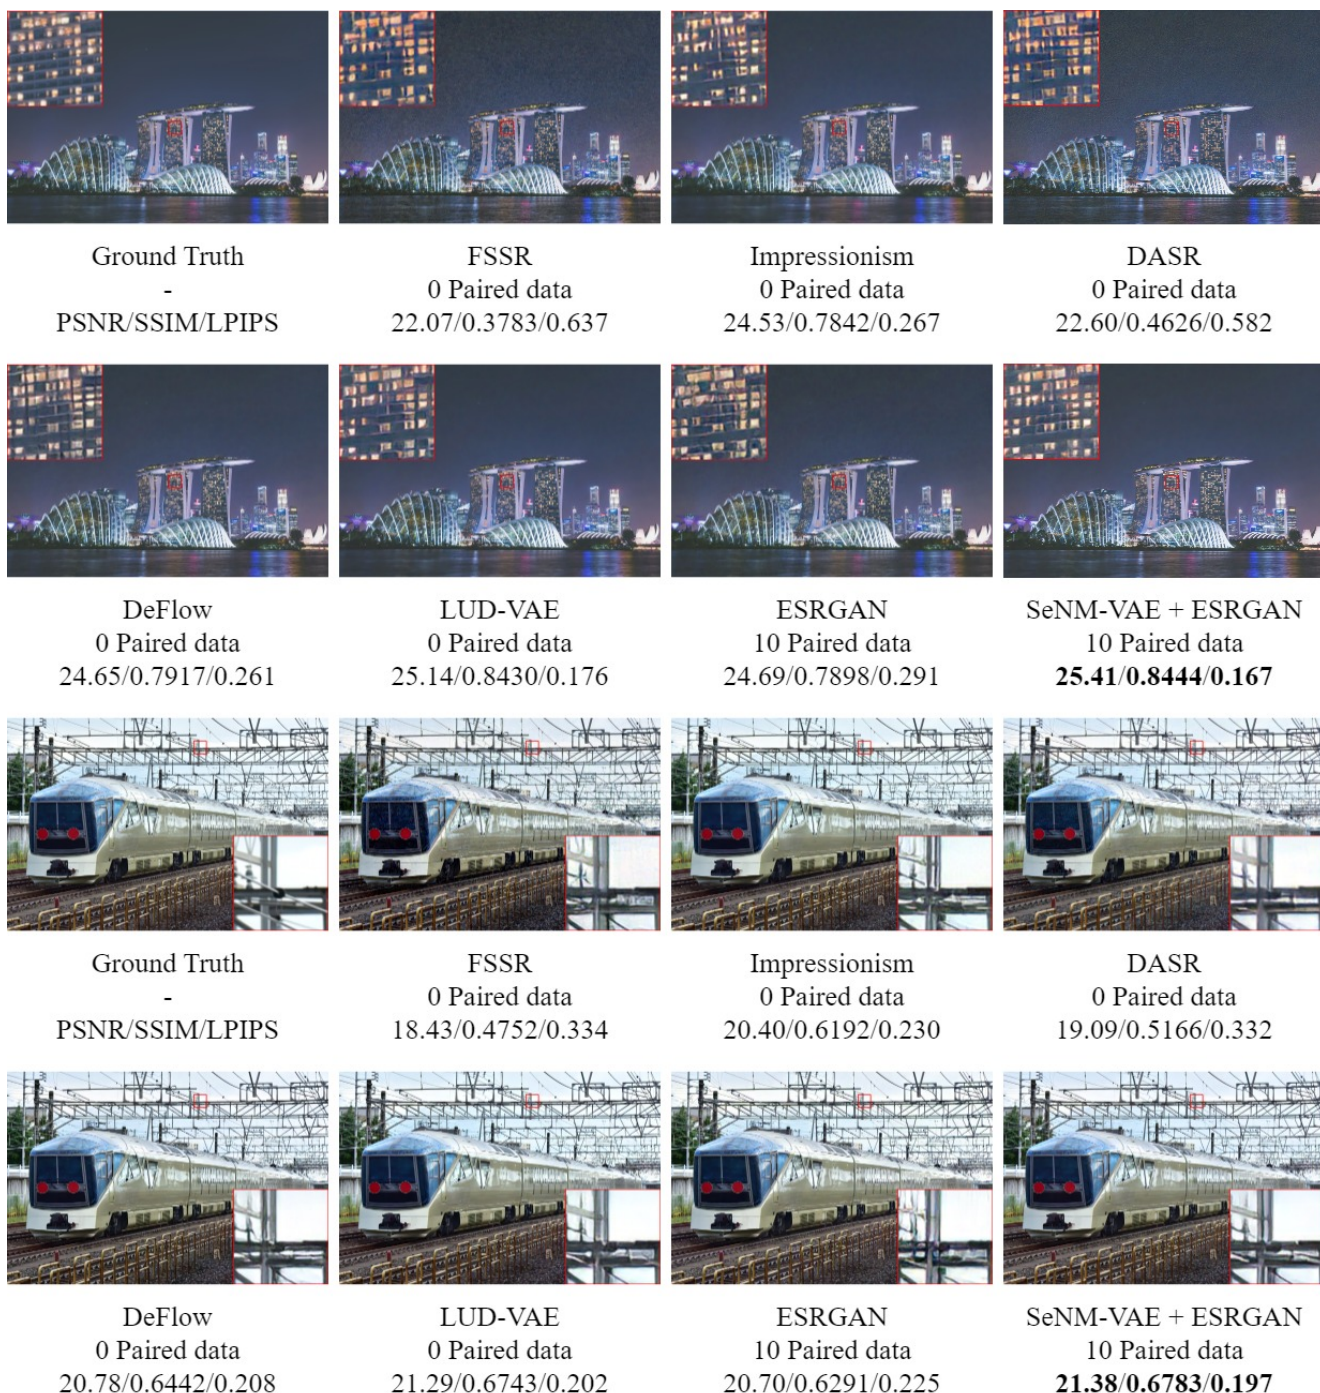 Ground Truth
-
PSNR/SSIM/LPIPS
FSSR
0 Paired data
22.07/0.3783/0.637
Impressionism
0 Paired data
24.53/0.7842/0.267
DASR
0 Paired data
22.60/0.4626/0.582
DeFlow
0 Paired data
24.65/0.7917/0.261
LUD-VAE
0 Paired data
25.14/0.8430/0.176
ESRGAN
10 Paired data
24.69/0.7898/0.291
SeNM-VAE + ESRGAN
10 Paired data
25.41/0.8444/0.167
Ground Truth
-
PSNR/SSIM/LPIPS
FSSR
0 Paired data
18.43/0.4752/0.334
Impressionism
0 Paired data
20.40/0.6192/0.230
DASR
0 Paired data
19.09/0.5166/0.332
DeFlow
0 Paired data
20.78/0.6442/0.208
LUD-VAE
0 Paired data
21.29/0.6743/0.202
ESRGAN
10 Paired data
20.70/0.6291/0.225
SeNM-VAE + ESRGAN
10 Paired data
21.38/0.6783/0.197